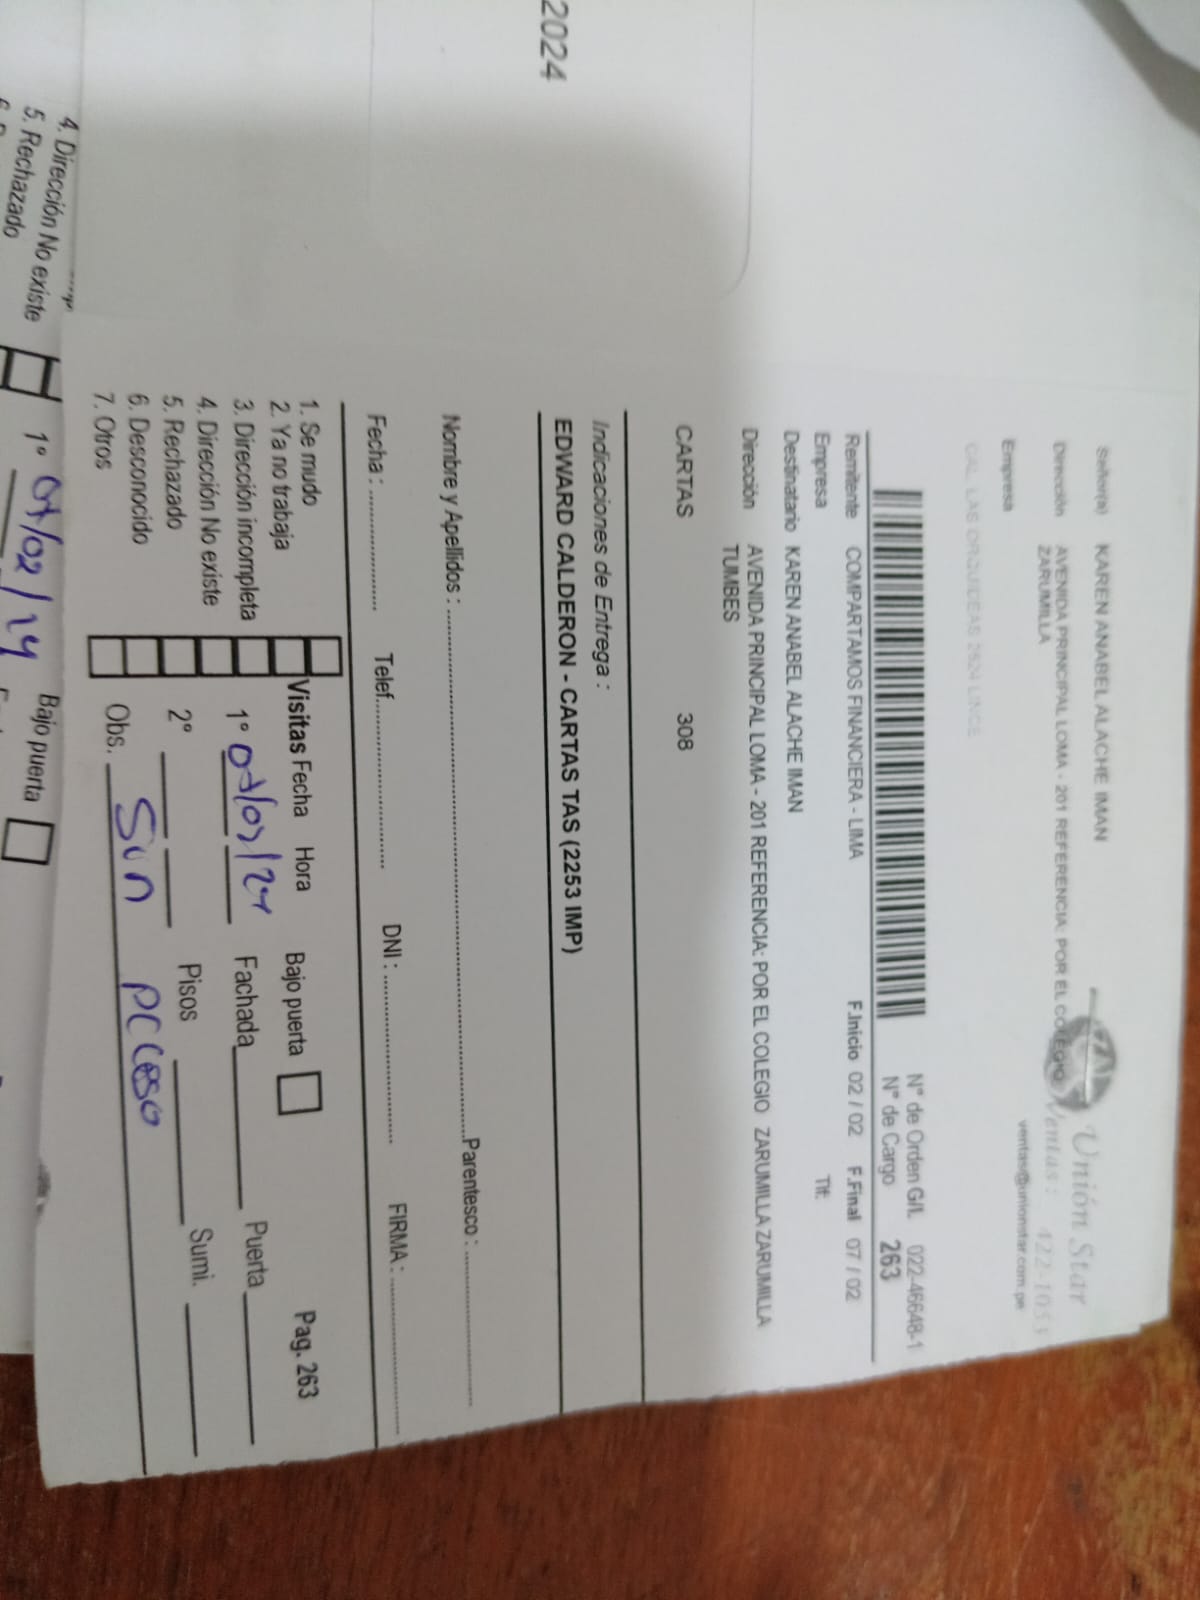 2024
Señor(a) KAREN ANABEL ALACHE IMAN
Dirección AVENIDA PRINCIPAL LOMA - 201 REFERENCIA: POR EL COLEGIO
ZARUMILLA
Empresa
CAL. LAS ORQUIDEAS 2624 LINCE
Unión Star
Ventas: 422-105
ventas@unionstar.com.pe
N° de Orden G/L 022-46648-1
N° de Cargo 263
Remitente COMPARTAMOS FINANCIERA - LIMA F.Inicio 02 / 02 F.Final 07 / 02
Empresa Tlf:
Destinatario KAREN ANABEL ALACHE IMAN
Dirección AVENIDA PRINCIPAL LOMA - 201 REFERENCIA: POR EL COLEGIO ZARUMILLA ZARUMILLA
TUMBES
CARTAS 308
Indicaciones de Entrega :
EDWARD CALDERON - CARTAS TAS (2253 IMP)
Nombre y Apellidos : Parentesco :
Fecha : Telef. DNI : FIRMA :
1. Se mudo
2. Ya no trabaja
3. Dirección incompleta
4. Dirección No existe
5. Rechazado
6. Desconocido
7. Otros
Visitas Fecha Hora Bajo puerta Pag. 263
1° 07/02/24 Fachada Puerta
2° Pisos Sumi.
Obs. Sin
4. Dirección No existe
5. Rechazado
1° 07/02/24
Bajo puerta